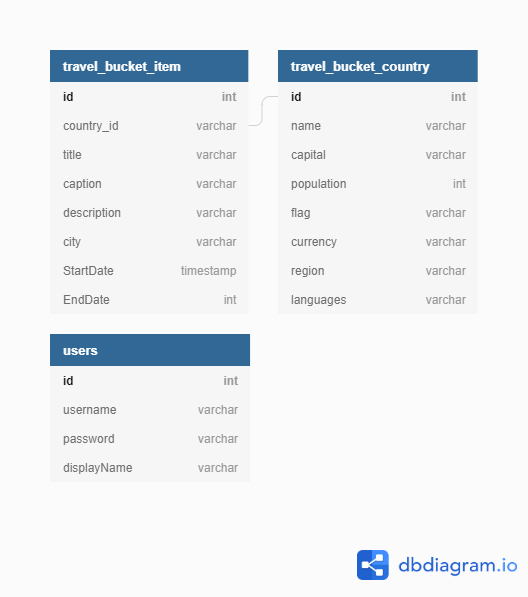 travel_bucket_item
id int
country_id varchar
title varchar
caption varchar
description varchar
city varchar
StartDate timestamp
EndDate int
travel_bucket_country
id int
name varchar
capital varchar
population int
flag varchar
currency varchar
region varchar
languages varchar
users
id int
username varchar
password varchar
displayName varchar
dbdiagram.io